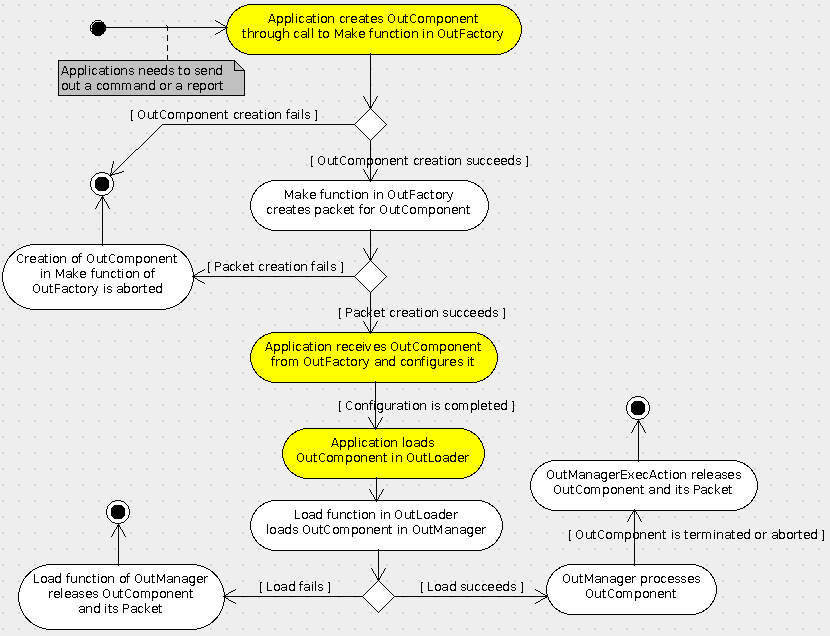 Application creates OutComponent
through call to Make function in OutFactory
Applications needs to send
out a command or a report
[ OutComponent creation fails ]
[ OutComponent creation succeeds ]
Make function in OutFactory
creates packet for OutComponent
Creation of OutComponent
in Make function of
OutFactory is aborted
[ Packet creation fails ]
[ Packet creation succeeds ]
Application receives OutComponent
from OutFactory and configures it
[ Configuration is completed ]
Application loads
OutComponent in OutLoader
OutManagerExecAction releases
OutComponent and its Packet
Load function in OutLoader
loads OutComponent in OutManager
[ OutComponent is terminated or aborted ]
Load function of OutManager
releases OutComponent
and its Packet
[ Load fails ]
[ Load succeeds ]
OutManager processes
OutComponent